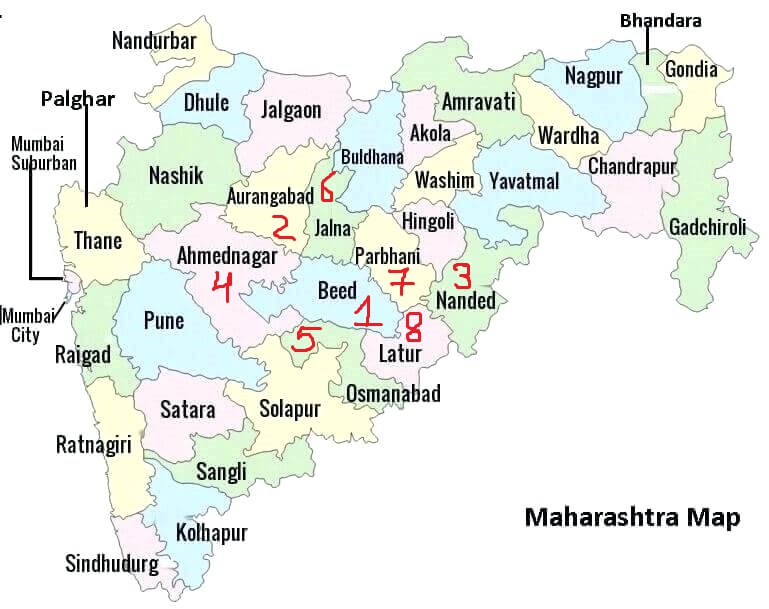 Bhandara
Nandurbar
Gondia
Nagpur
Palghar
Dhule
Jalgaon
Amravati
Akola
Wardha
Mumbai
Suburban
Buldhana
Chandrapur
Nashik
Washim
Yavatmal
Aurangabad
6
2
Jalna
Hingoli
Gadchiroli
Thane
Ahmednagar
Parbhani
4
7
3
Beed
Nanded
Mumbai
City
Pune
1
8
5
Raigad
Latur
Osmanabad
Satara
Solapur
Ratnagiri
Sangli
Maharashtra Map
Kolhapur
Sindhudurg